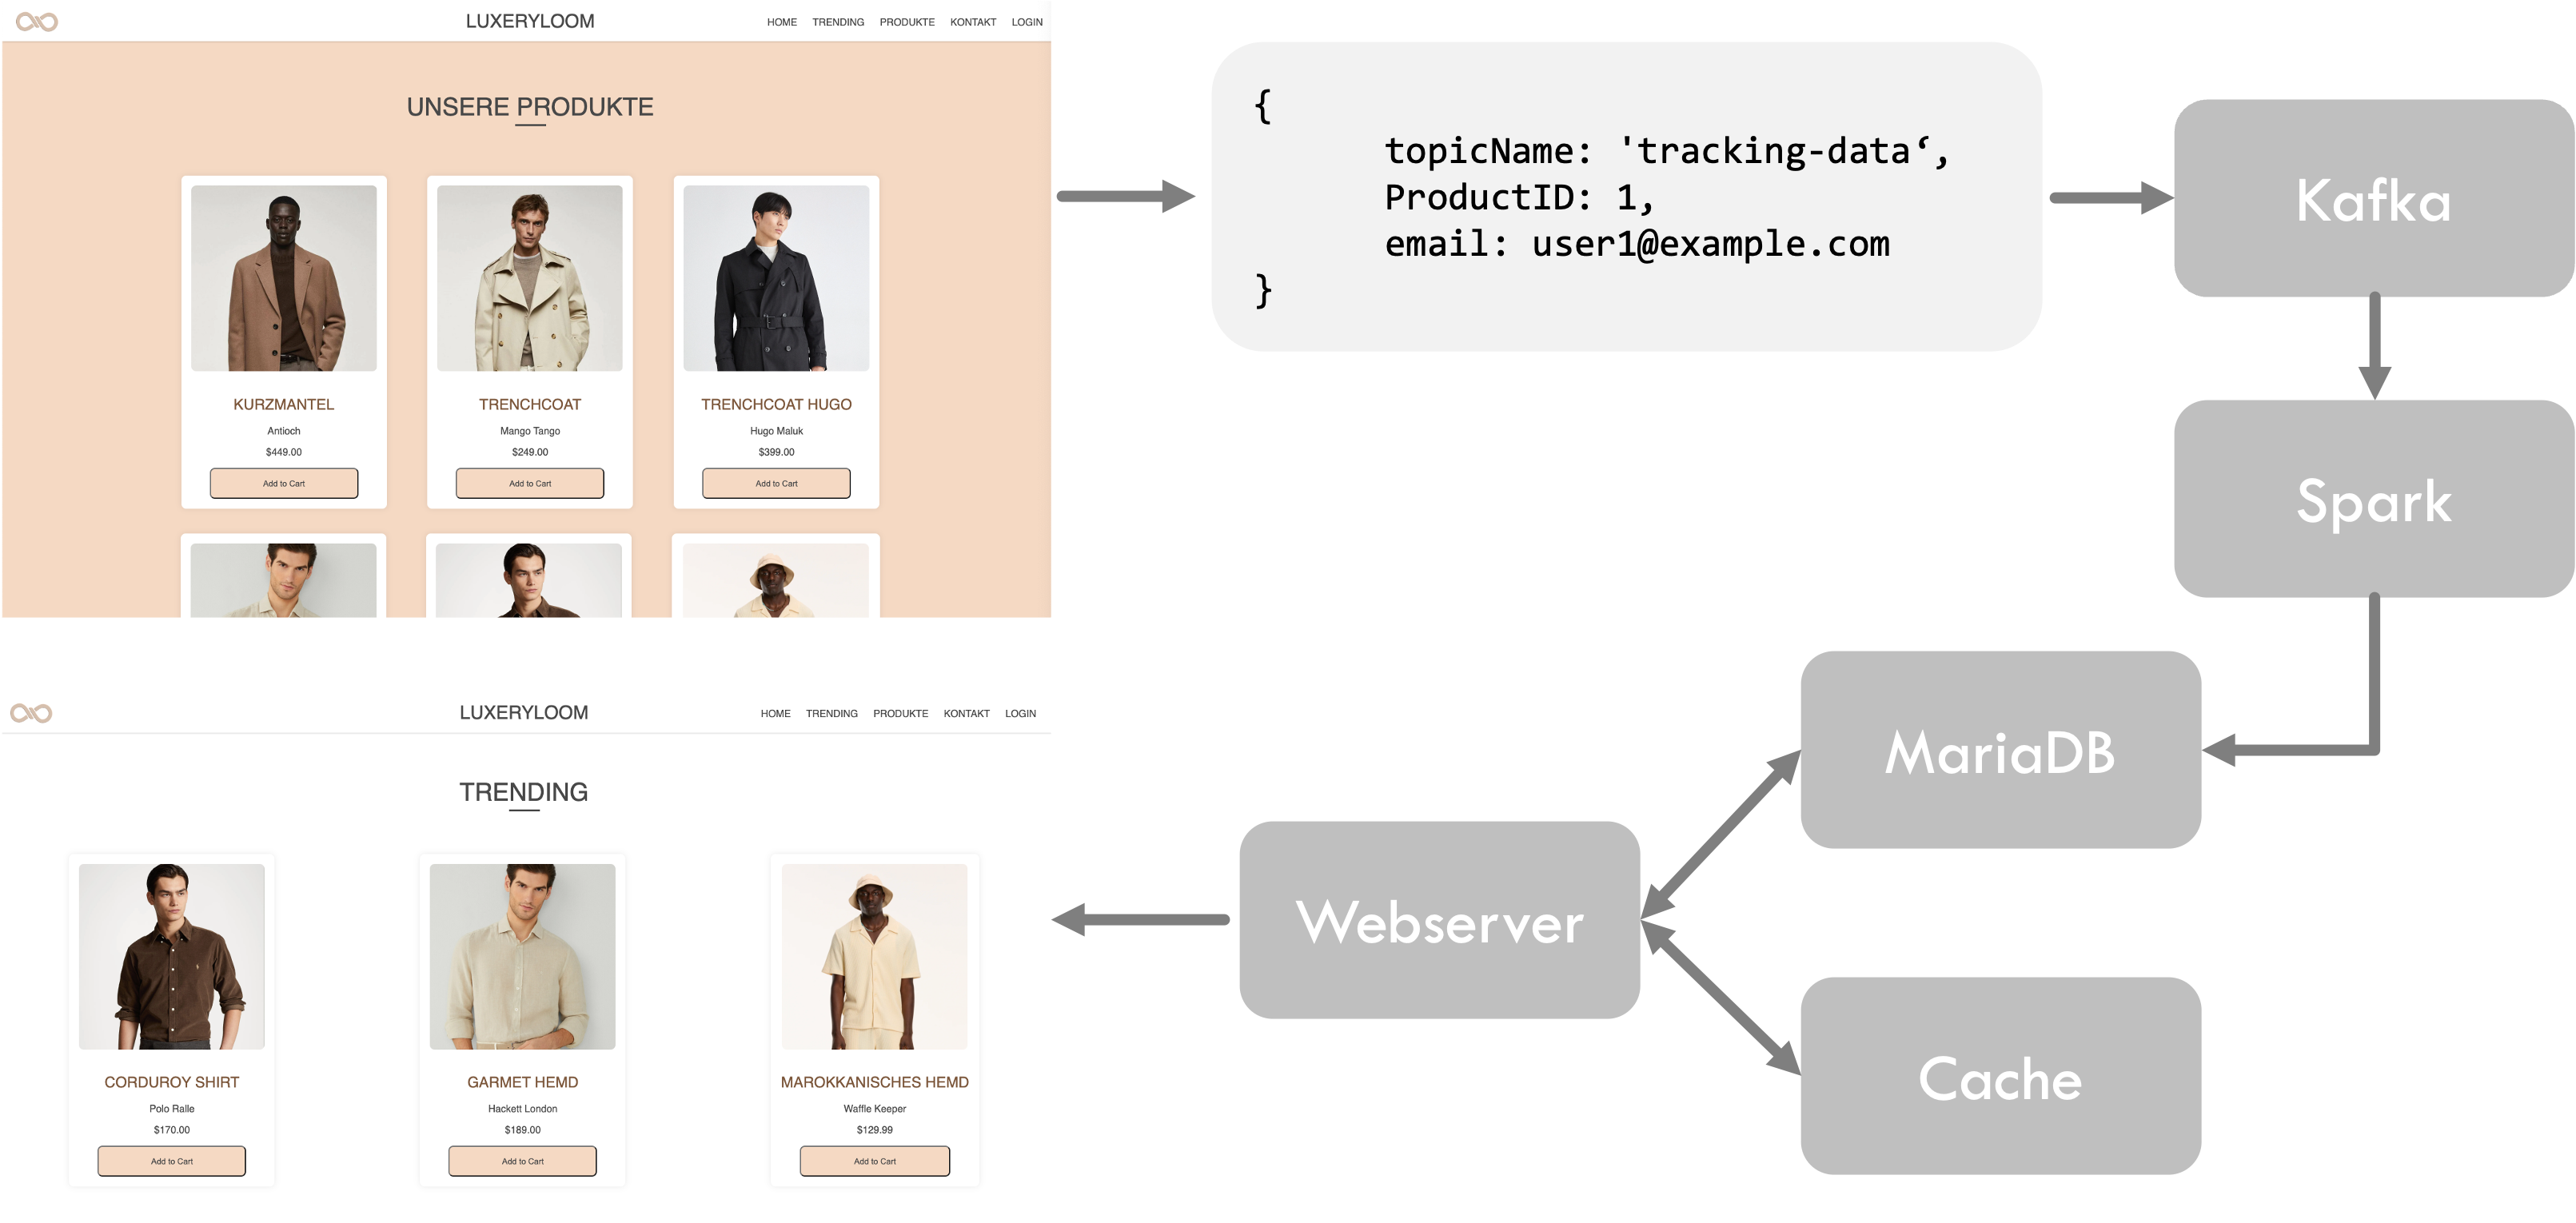 LUXERYLOOM
HOME TRENDING PRODUKTE KONTAKT LOGIN
UNSERE PRODUKTE
KURZMANTEL
Antioch
$449.00
Add to Cart
TRENCHCOAT
Mango Tango
$249.00
Add to Cart
TRENCHCOAT HUGO
Hugo Maluk
$399.00
Add to Cart
{
topicName: 'tracking-data‘,
ProductID: 1,
email: user1@example.com
}
Kafka
Spark
MariaDB
Webserver
Cache
LUXERYLOOM
HOME TRENDING PRODUKTE KONTAKT LOGIN
TRENDING
CORDUROY SHIRT
Polo Ralle
$170.00
Add to Cart
GARMET HEMD
Hackett London
$189.00
Add to Cart
MAROKKANISCHES HEMD
Waffle Keeper
$129.99
Add to Cart